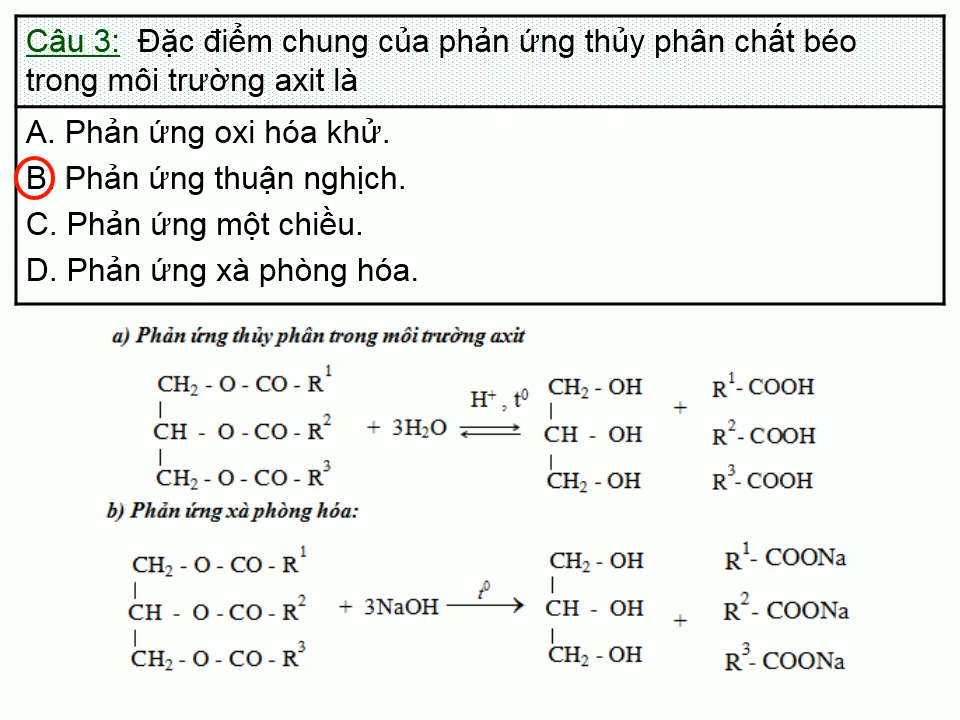 Câu 3: Đặc điểm chung của phản ứng thủy phân chất béo
trong môi trường axit là
A. Phản ứng oxi hóa khử.
B. Phản ứng thuận nghịch.
C. Phản ứng một chiều.
D. Phản ứng xà phòng hóa.
a) Phản ứng thủy phân trong môi trường axit
CH₂ - O - CO - R¹ CH₂ - OH R¹- COOH
CH - O - CO - R² + 3H₂O H⁺ , t⁰ ⇌ CH - OH + R²- COOH
CH₂ - O - CO - R³ CH₂ - OH R³- COOH
b) Phản ứng xà phòng hóa:
CH₂ - O - CO - R¹ CH₂ - OH R¹- COONa
CH - O - CO - R² + 3NaOH t⁰ → CH - OH + R²- COONa
CH₂ - O - CO - R³ CH₂ - OH R³- COONa